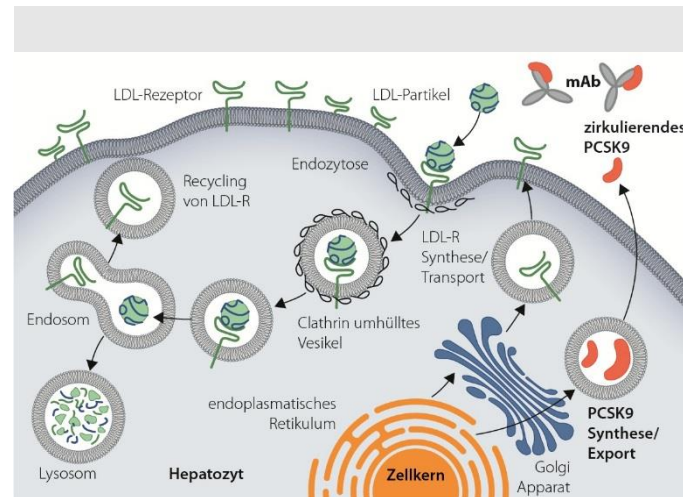 LDL-Rezeptor
LDL-Partikel
mAb
zirkulierendes
PCSK9
Endozytose
Recycling
von LDL-R
LDL-R
Synthese/
Transport
Endosom
Clathrin umhülltes
Vesikel
endoplasmatisches
Retikulum
PCSK9
Synthese/
Export
Lysosom
Hepatozyt
Zellkern
Golgi
Apparat